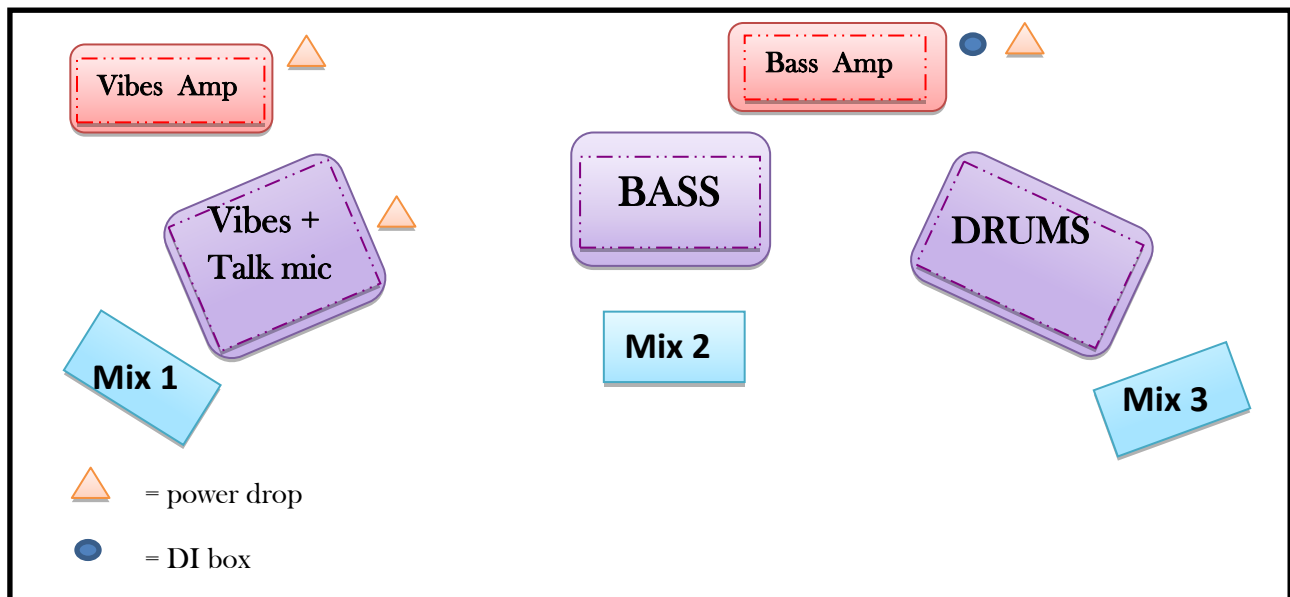 Vibes Amp
Bass Amp
Vibes +
Talk mic
BASS
DRUMS
Mix 1
Mix 2
Mix 3
= power drop
= DI box